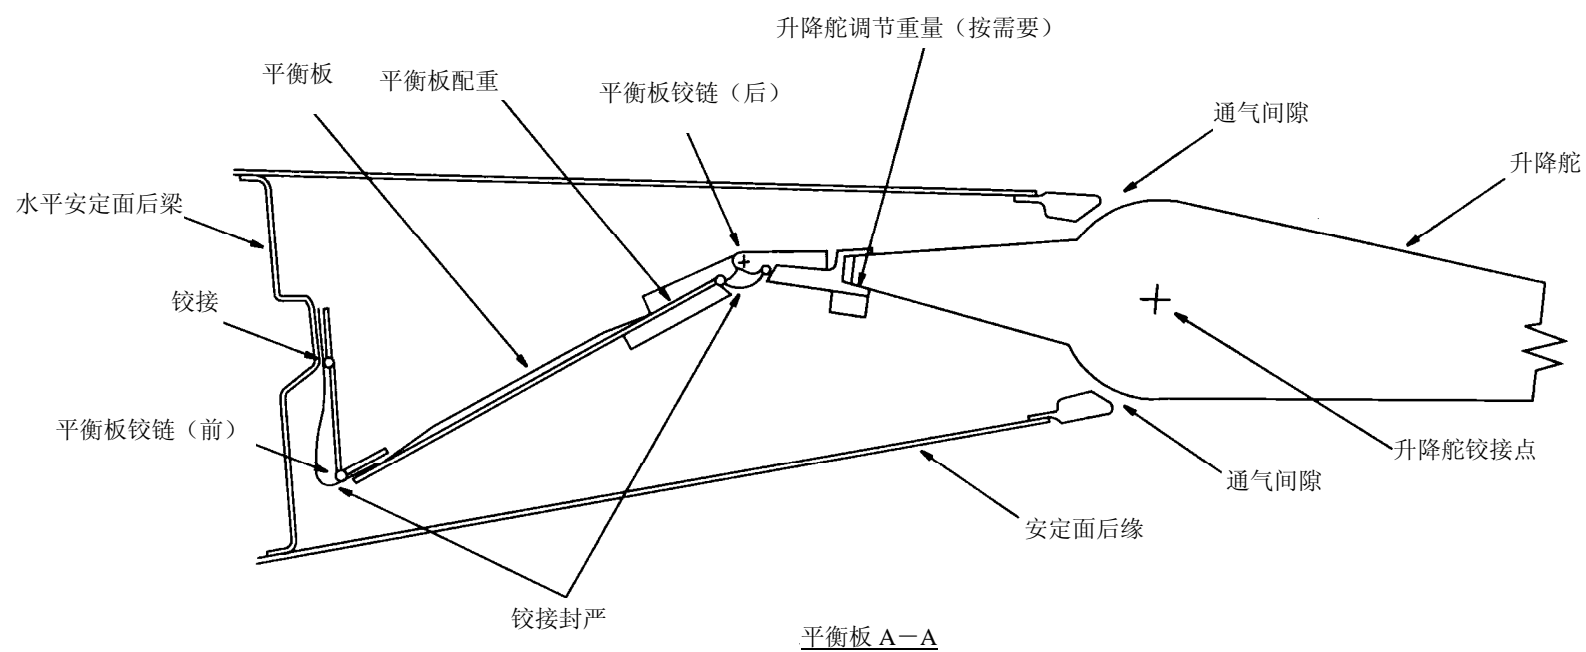 升降舵调节重量（按需要）
平衡板
平衡板配重
平衡板铰链（后）
通气间隙
升降舵
水平安定面后梁
铰接
平衡板铰链（前）
升降舵铰接点
通气间隙
安定面后缘
铰接封严
平衡板 A－A